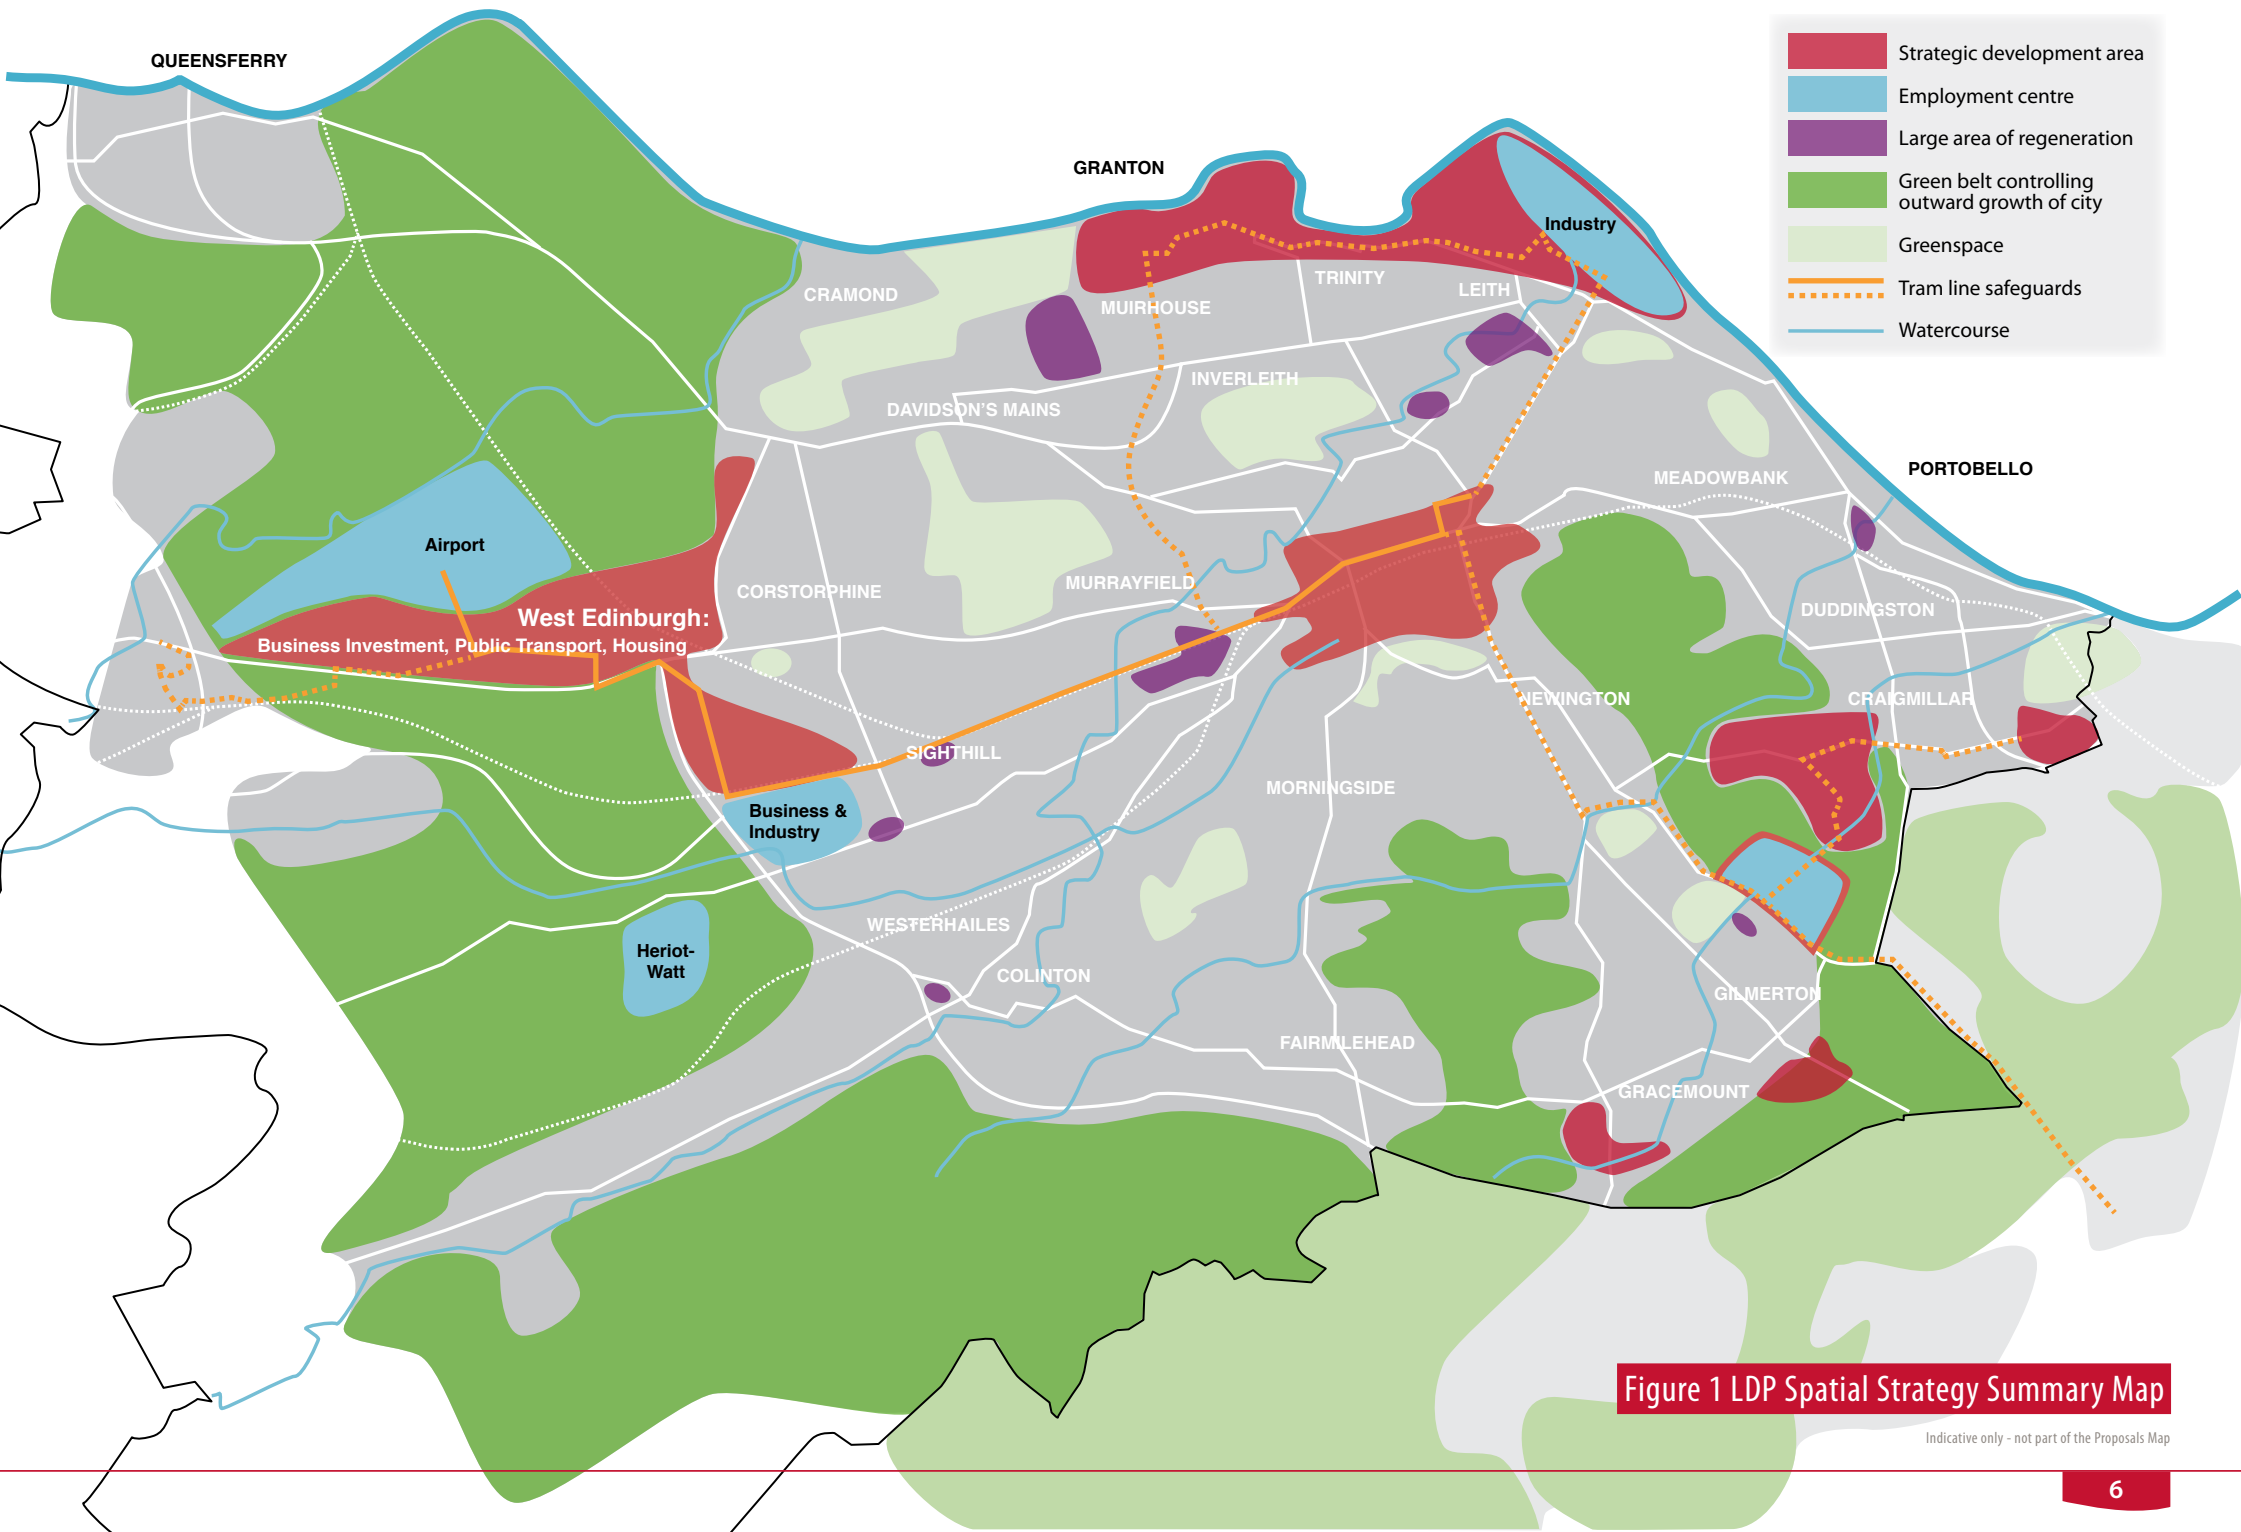 QUEENSFERRY
GRANTON
Strategic development area
Employment centre
Large area of regeneration
Green belt controlling
outward growth of city
Greenspace
Tram line safeguards
Watercourse
Industry
TRINITY
LEITH
CRAMOND
MUIRHOUSE
INVERLEITH
DAVIDSON'S MAINS
PORTOBELLO
MEADOWBANK
Airport
MURRAYFIELD
CORSTORPHINE
DUDDINGSTON
West Edinburgh:
Business Investment, Public Transport, Housing
NEWINGTON
CRAIGMILLAR
SIGHTHILL
MORNINGSIDE
Business &
Industry
WESTERHAILES
Heriot-
Watt
COLINTON
GILMERTON
FAIRMILEHEAD
GRACEMOUNT
Figure 1 LDP Spatial Strategy Summary Map
Indicative only - not part of the Proposals Map
6